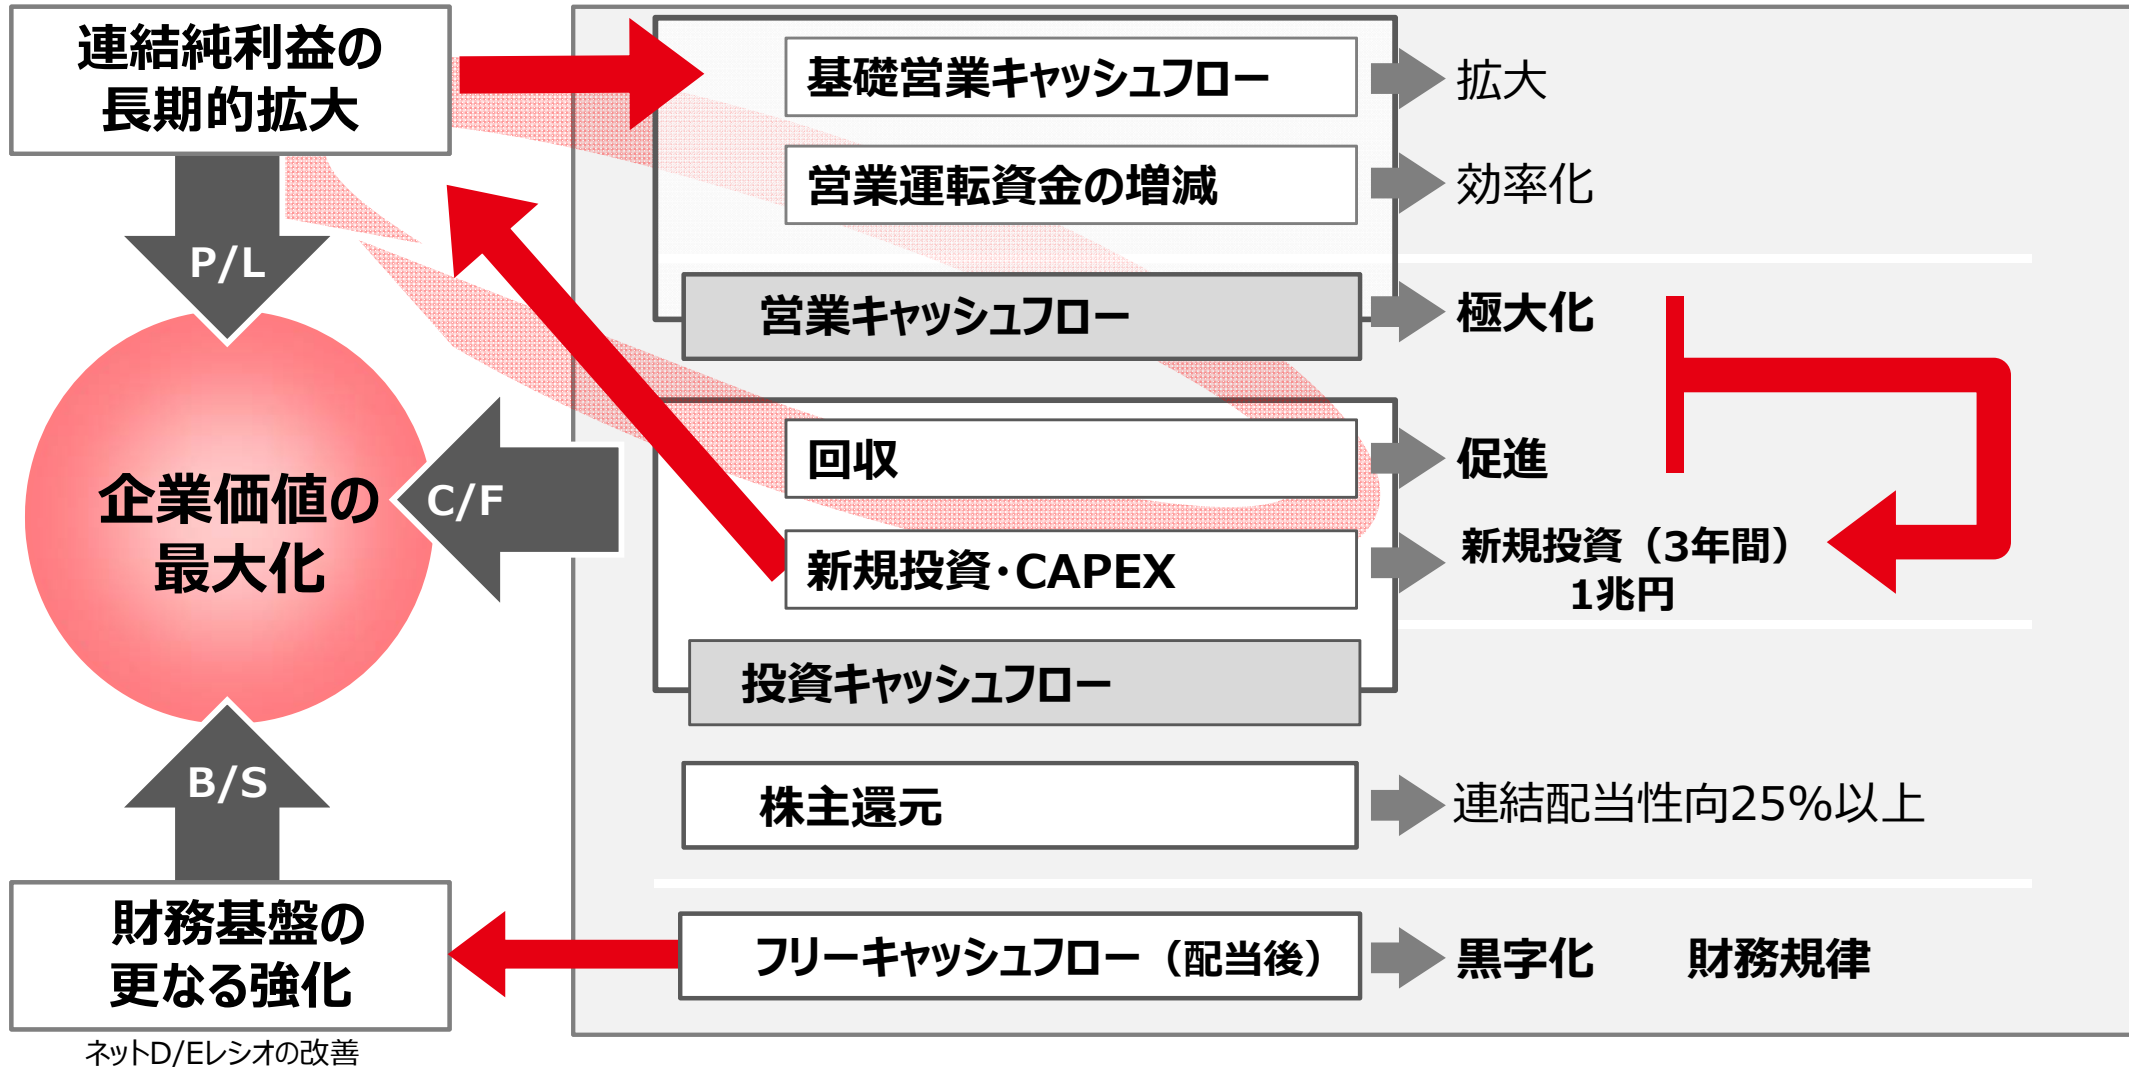 連結純利益の
長期的拡大
P/L
企業価値の
最大化
C/F
B/S
財務基盤の
更なる強化
ネットD/Eレシオの改善
基礎営業キャッシュフロー
拡大
営業運転資金の増減
効率化
営業キャッシュフロー
極大化
回収
促進
新規投資・CAPEX
新規投資（3年間）
1兆円
投資キャッシュフロー
株主還元
連結配当性向25%以上
フリーキャッシュフロー（配当後）
黒字化 財務規律